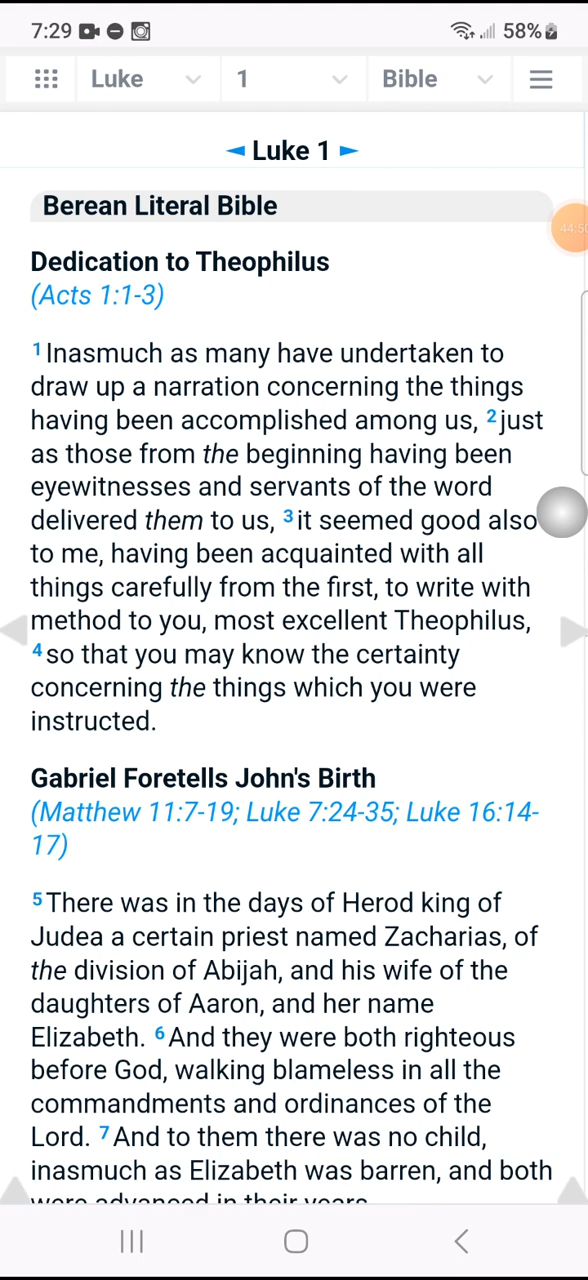 7:29
58%
Luke
1
Bible
◄ Luke 1 ►
Berean Literal Bible
44:50
Dedication to Theophilus
(Acts 1:1-3)
1 Inasmuch as many have undertaken to
draw up a narration concerning the things
having been accomplished among us, 2 just
as those from the beginning having been
eyewitnesses and servants of the word
delivered them to us, 3 it seemed good also
to me, having been acquainted with all
things carefully from the first, to write with
method to you, most excellent Theophilus,
4 so that you may know the certainty
concerning the things which you were
instructed.
Gabriel Foretells John's Birth
(Matthew 11:7-19; Luke 7:24-35; Luke 16:14-
17)
5 There was in the days of Herod king of
Judea a certain priest named Zacharias, of
the division of Abijah, and his wife of the
daughters of Aaron, and her name
Elizabeth. 6 And they were both righteous
before God, walking blameless in all the
commandments and ordinances of the
Lord. 7 And to them there was no child,
inasmuch as Elizabeth was barren, and both
were advanced in their years.